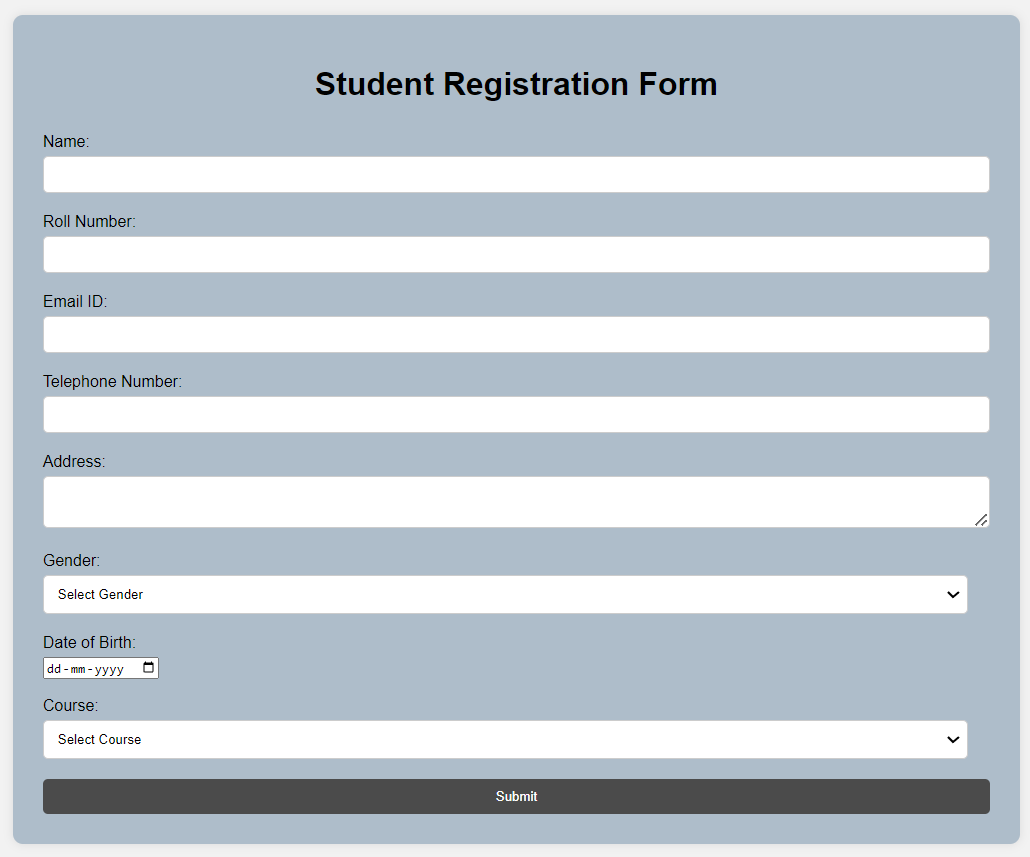 Student Registration Form
Name:
Roll Number:
Email ID:
Telephone Number:
Address:
Gender:
Select Gender
Date of Birth:
dd-mm-yyyy
Course:
Select Course
Submit